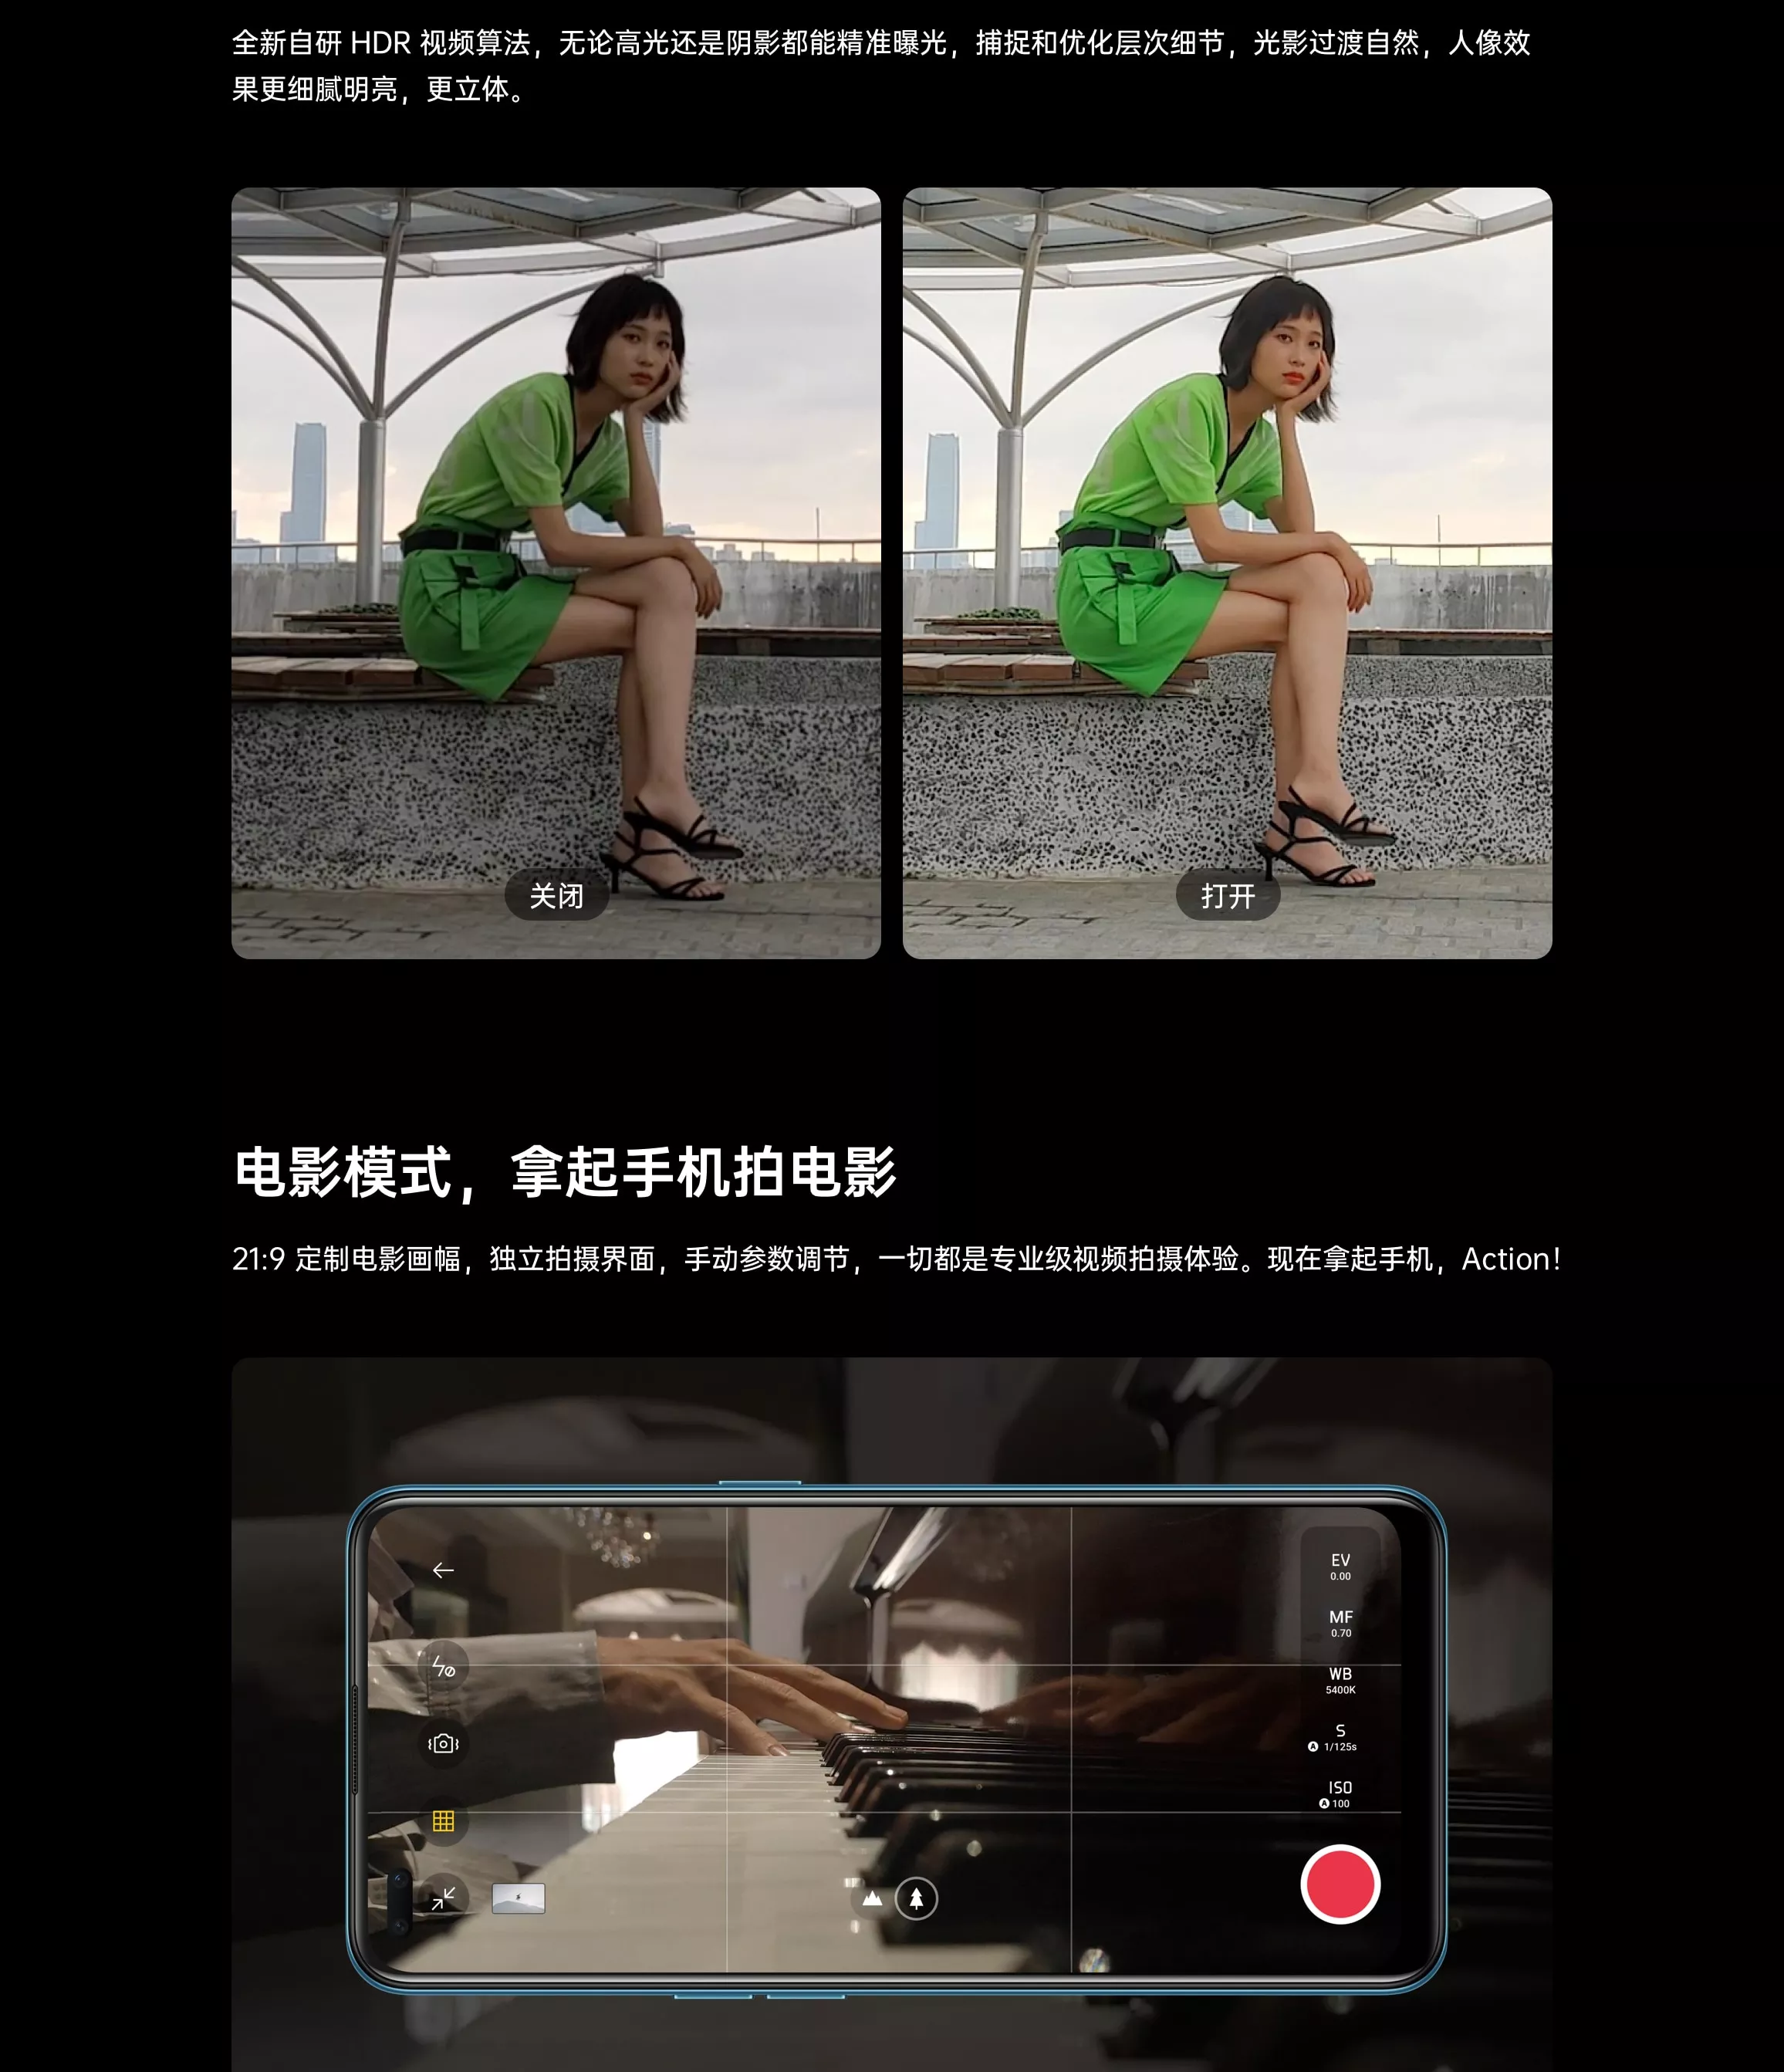 全新自研 HDR 视频算法，无论高光还是阴影都能精准曝光，捕捉和优化层次细节，光影过渡自然，人像效
果更细腻明亮，更立体。
关闭
打开
电影模式，拿起手机拍电影
21:9 定制电影画幅，独立拍摄界面，手动参数调节，一切都是专业级视频拍摄体验。现在拿起手机，Action！
EV
0.00
MF
0.70
WB
5400K
S
A 1/125s
ISO
A 100